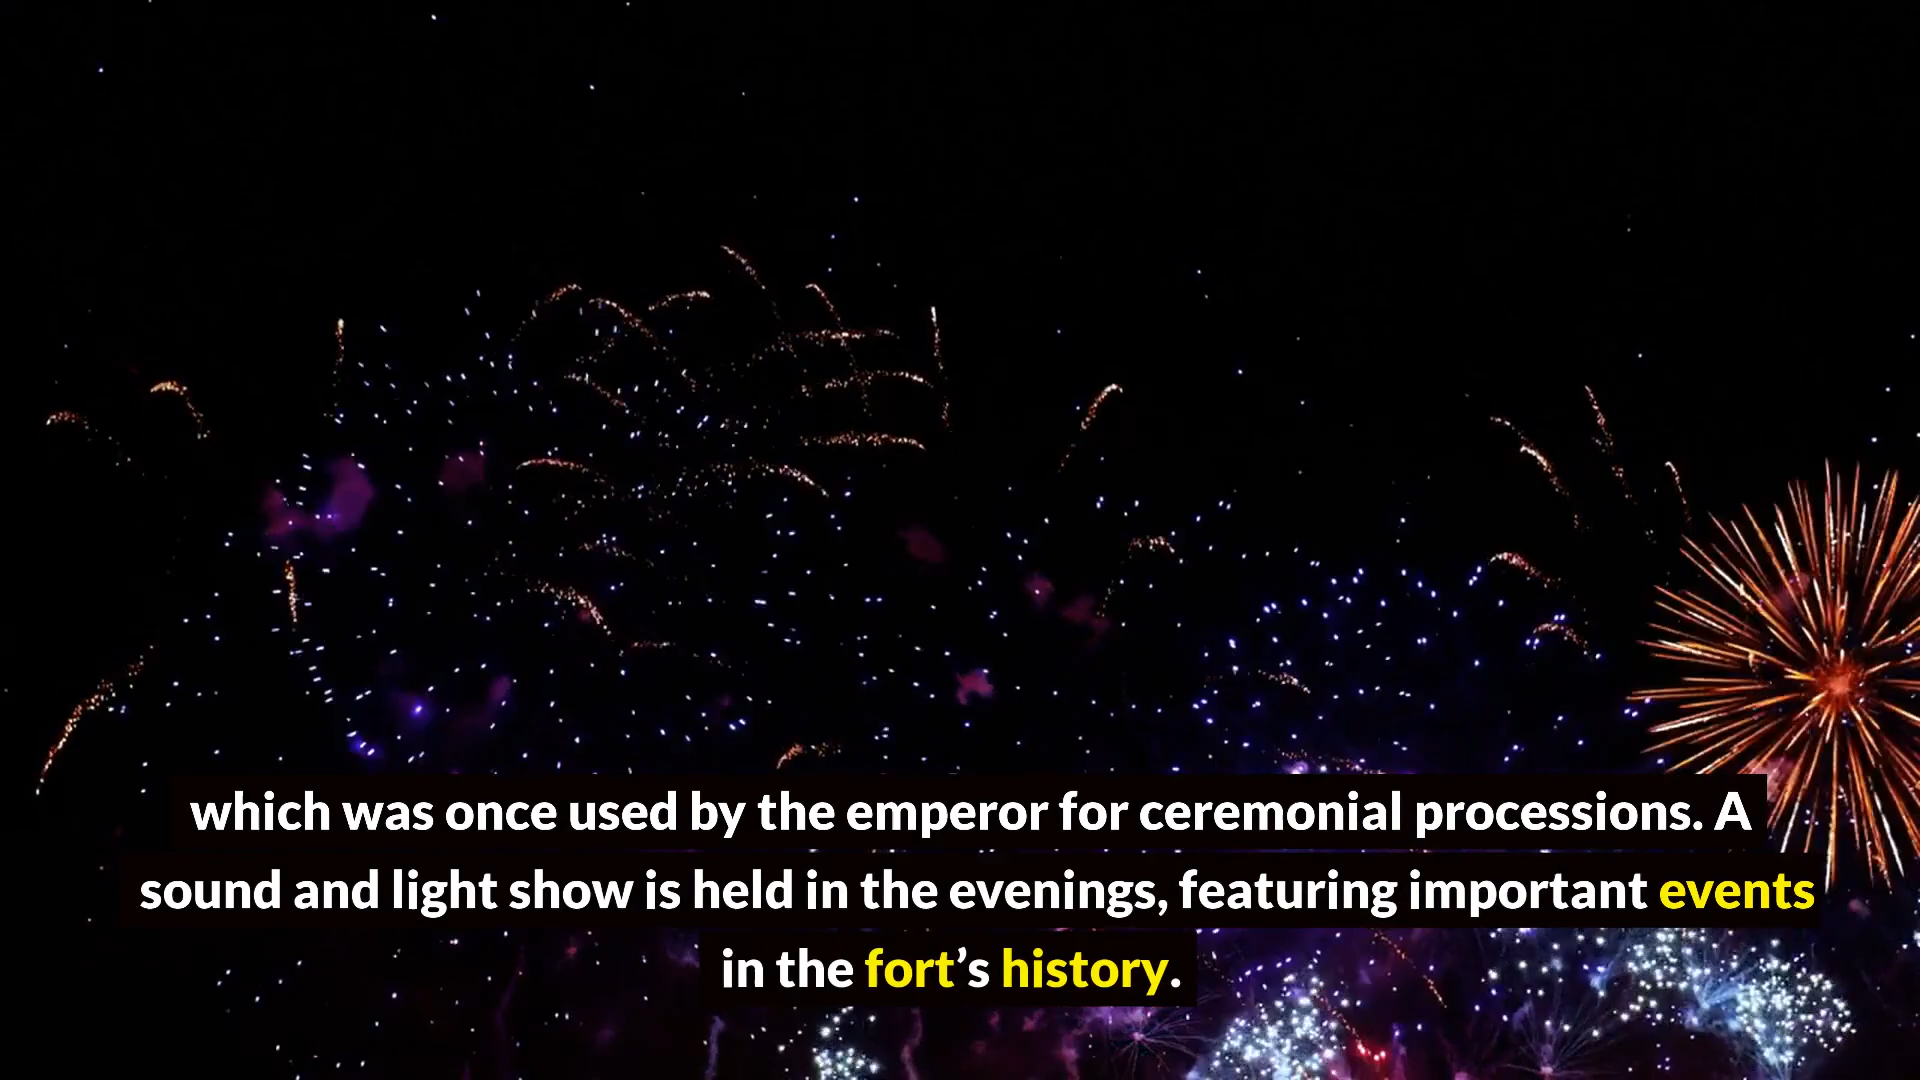 which was once used by the emperor for ceremonial processions. A
sound and light show is held in the evenings, featuring important events
in the fort’s history.